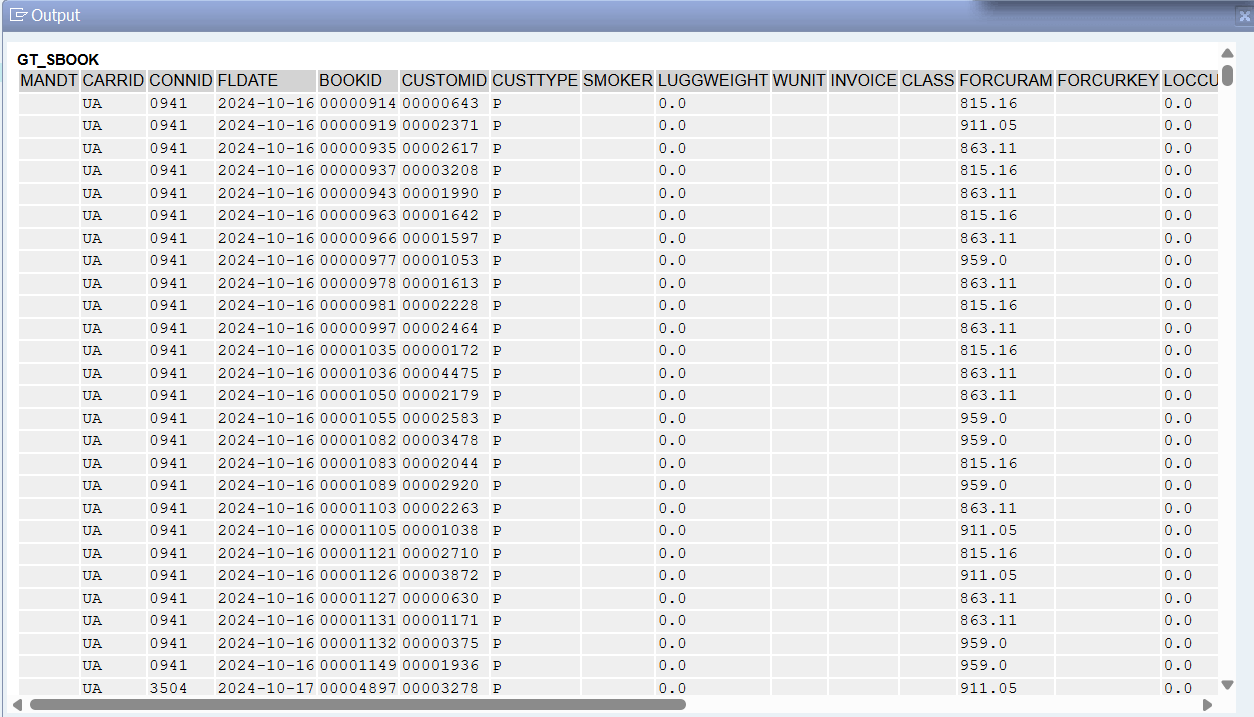 Output
GT_SBOOK
MANDT CARRID CONNID FLDATE BOOKID CUSTOMID CUSTTYPE SMOKER LUGGWEIGHT WUNIT INVOICE CLASS FORCURAM FORCURKEY LOCCU
UA 0941 2024-10-16 00000914 00000643 P 0.0 815.16 0.0
UA 0941 2024-10-16 00000919 00002371 P 0.0 911.05 0.0
UA 0941 2024-10-16 00000935 00002617 P 0.0 863.11 0.0
UA 0941 2024-10-16 00000937 00003208 P 0.0 815.16 0.0
UA 0941 2024-10-16 00000943 00001990 P 0.0 863.11 0.0
UA 0941 2024-10-16 00000963 00001642 P 0.0 815.16 0.0
UA 0941 2024-10-16 00000966 00001597 P 0.0 863.11 0.0
UA 0941 2024-10-16 00000977 00001053 P 0.0 959.0 0.0
UA 0941 2024-10-16 00000978 00001613 P 0.0 863.11 0.0
UA 0941 2024-10-16 00000981 00002228 P 0.0 815.16 0.0
UA 0941 2024-10-16 00000997 00002464 P 0.0 863.11 0.0
UA 0941 2024-10-16 00001035 00000172 P 0.0 815.16 0.0
UA 0941 2024-10-16 00001036 00004475 P 0.0 863.11 0.0
UA 0941 2024-10-16 00001050 00002179 P 0.0 863.11 0.0
UA 0941 2024-10-16 00001055 00002583 P 0.0 959.0 0.0
UA 0941 2024-10-16 00001082 00003478 P 0.0 959.0 0.0
UA 0941 2024-10-16 00001083 00002044 P 0.0 815.16 0.0
UA 0941 2024-10-16 00001089 00002920 P 0.0 959.0 0.0
UA 0941 2024-10-16 00001103 00002263 P 0.0 863.11 0.0
UA 0941 2024-10-16 00001105 00001038 P 0.0 911.05 0.0
UA 0941 2024-10-16 00001121 00002710 P 0.0 815.16 0.0
UA 0941 2024-10-16 00001126 00003872 P 0.0 911.05 0.0
UA 0941 2024-10-16 00001127 00000630 P 0.0 863.11 0.0
UA 0941 2024-10-16 00001131 00001171 P 0.0 863.11 0.0
UA 0941 2024-10-16 00001132 00000375 P 0.0 959.0 0.0
UA 0941 2024-10-16 00001149 00001936 P 0.0 959.0 0.0
UA 3504 2024-10-17 00004897 00003278 P 0.0 911.05 0.0